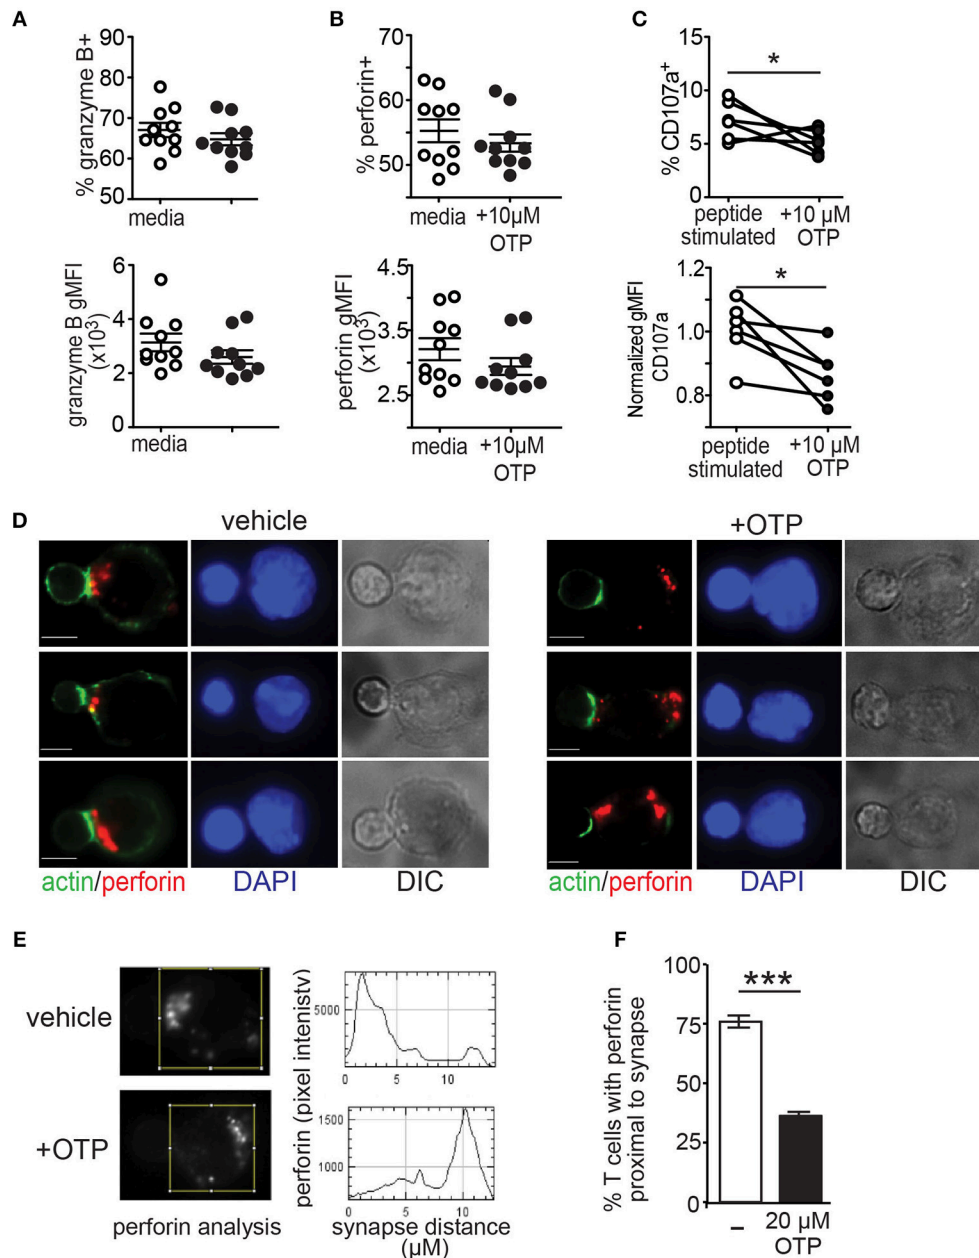 A
% granzyme B+
90
80
70
60
50
media
granzyme B gMFI
(x10³)
6
4
2
0
media
B
% perforin+
70
60
50
media +10µM
OTP
perforin gMFI
(x10³)
4.5
3.5
2.5
media +10µM
OTP
C
% CD107a⁺
15
10
5
0
*
peptide
stimulated
+10 µM
OTP
Normalized gMFI
CD107a
1.2
1.0
0.8
*
peptide
stimulated
+10 µM
OTP
D
vehicle
+OTP
actin/perforin
DAPI
DIC
actin/perforin
DAPI
DIC
E
vehicle
+OTP
perforin analysis
perforin (pixel intenistv)
5000
0 5 10
1500
1000
0 5 10
synapse distance
(µM)
F
% T cells with perforin
proximal to synapse
100
75
50
25
0
***
–
20 µM
OTP